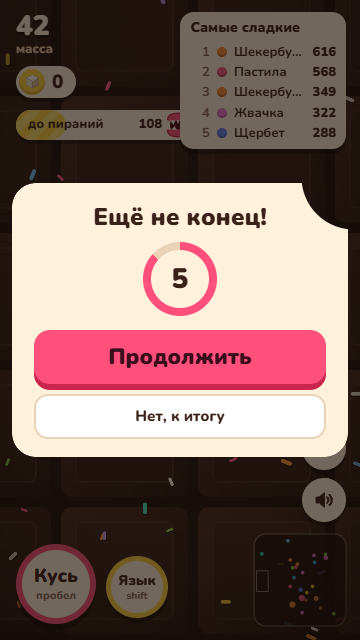 42
масса
0
до пираний 108
Самые сладкие
1 Шекербу... 616
2 Пастила 568
3 Шекербу... 349
4 Жвачка 322
5 Щербет 288
Ещё не конец!
5
Продолжить
Нет, к итогу
Кусь
пробел
Язык
shift